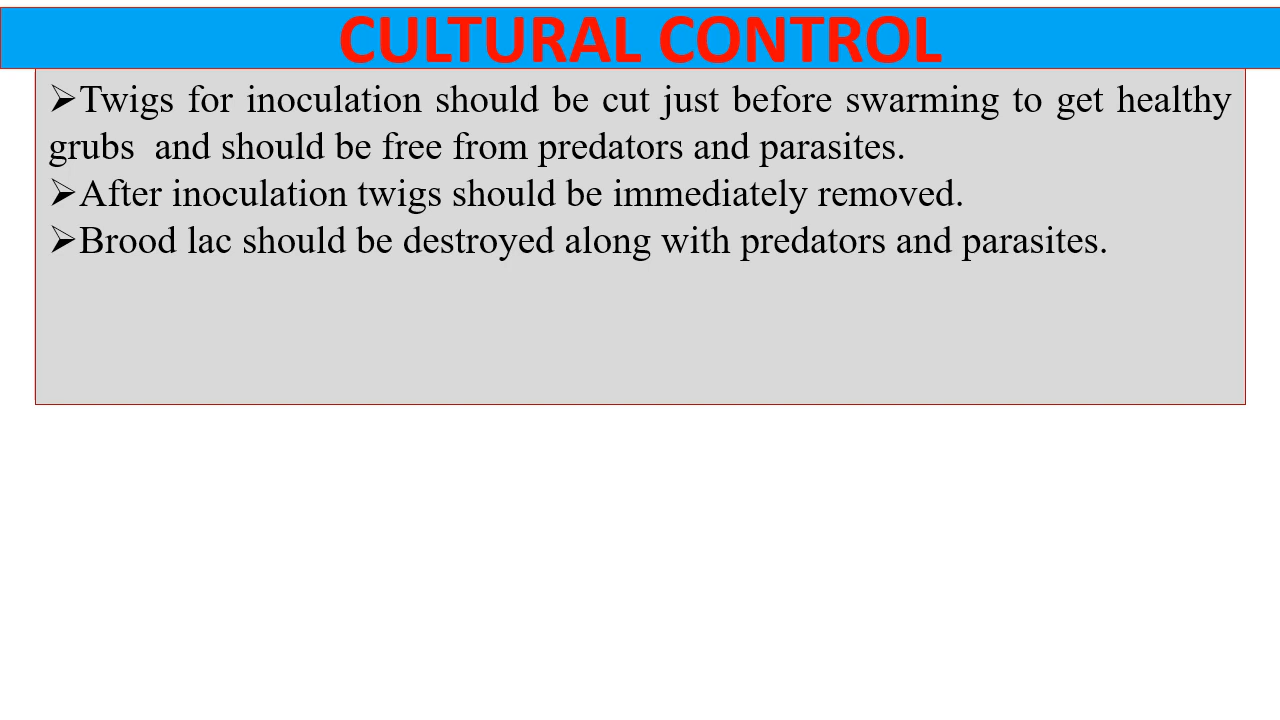 CULTURAL CONTROL
➢Twigs for inoculation should be cut just before swarming to get healthy
grubs  and should be free from predators and parasites.
➢After inoculation twigs should be immediately removed.
➢Brood lac should be destroyed along with predators and parasites.